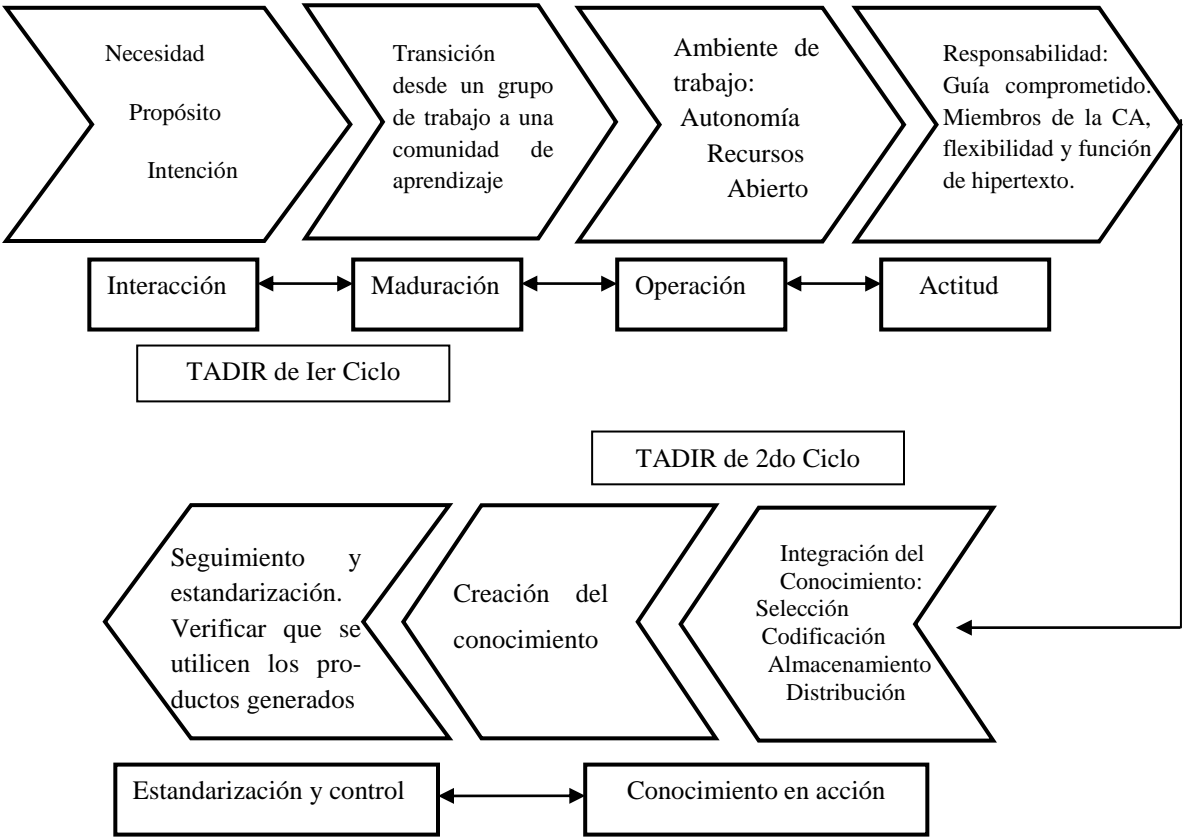 Necesidad
Propósito
Intención
Transición
desde un grupo
de trabajo a una
comunidad de
aprendizaje
Ambiente de
trabajo:
Autonomía
Recursos
Abierto
Responsabilidad:
Guía comprometido.
Miembros de la CA,
flexibilidad y función
de hipertexto.
Interacción
Maduración
Operación
Actitud
TADIR de Ier Ciclo
TADIR de 2do Ciclo
Seguimiento y
estandarización.
Verificar que se
utilicen los pro-
ductos generados
Creación del
conocimiento
Integración del
Conocimiento:
Selección
Codificación
Almacenamiento
Distribución
Estandarización y control
Conocimiento en acción